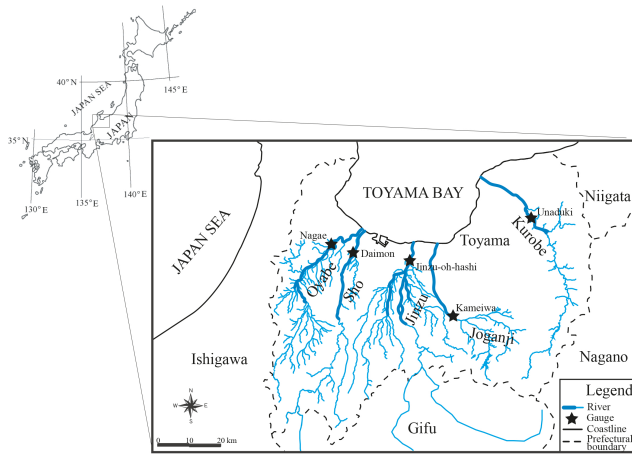 40°N
145°E
JAPAN SEA
JAPAN
35°N
130°E
135°E
140°E
TOYAMA BAY
Niigata
JAPAN SEA
Unaduki
Kurobe
Nagae
Toyama
Daimon
Jinzu-oh-hashi
Oyabe
Sho
Jinzu
Kameiwa
Joganji
Ishigawa
Nagano
Gifu
N
W E
S
0 10 20 km
Legend
River
Gauge
Coastline
Prefectural
boundary